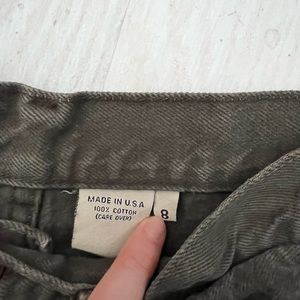 MADE IN U.S.A
100% COTTON
(CARE OVER)
8